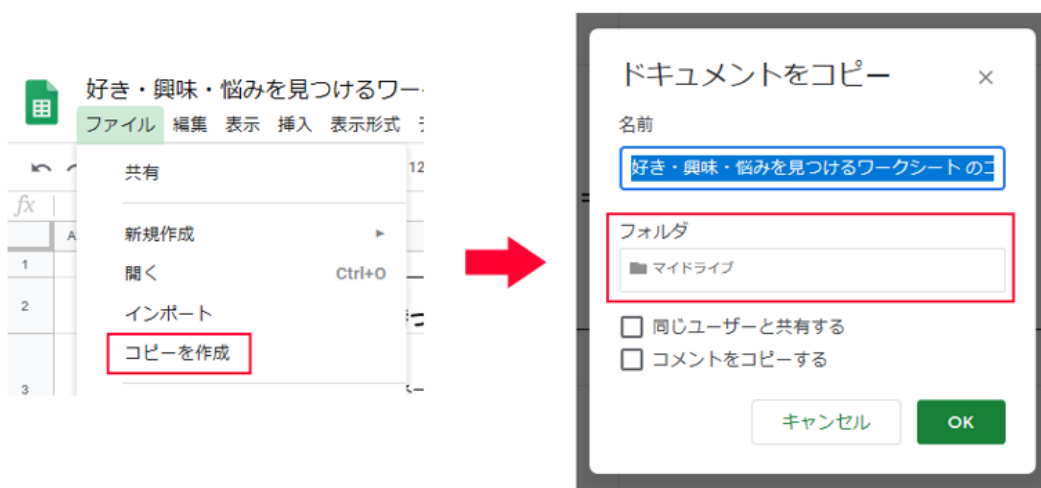 好き・興味・悩みを見つけるワー
ファイル 編集 表示 挿入 表示形式
共有
12
fx
A
新規作成
1
開く Ctrl+O
2
インポート
コピーを作成
3
ドキュメントをコピー
名前
好き・興味・悩みを見つけるワークシート のコ
フォルダ
マイドライブ
同じユーザーと共有する
コメントをコピーする
キャンセル OK